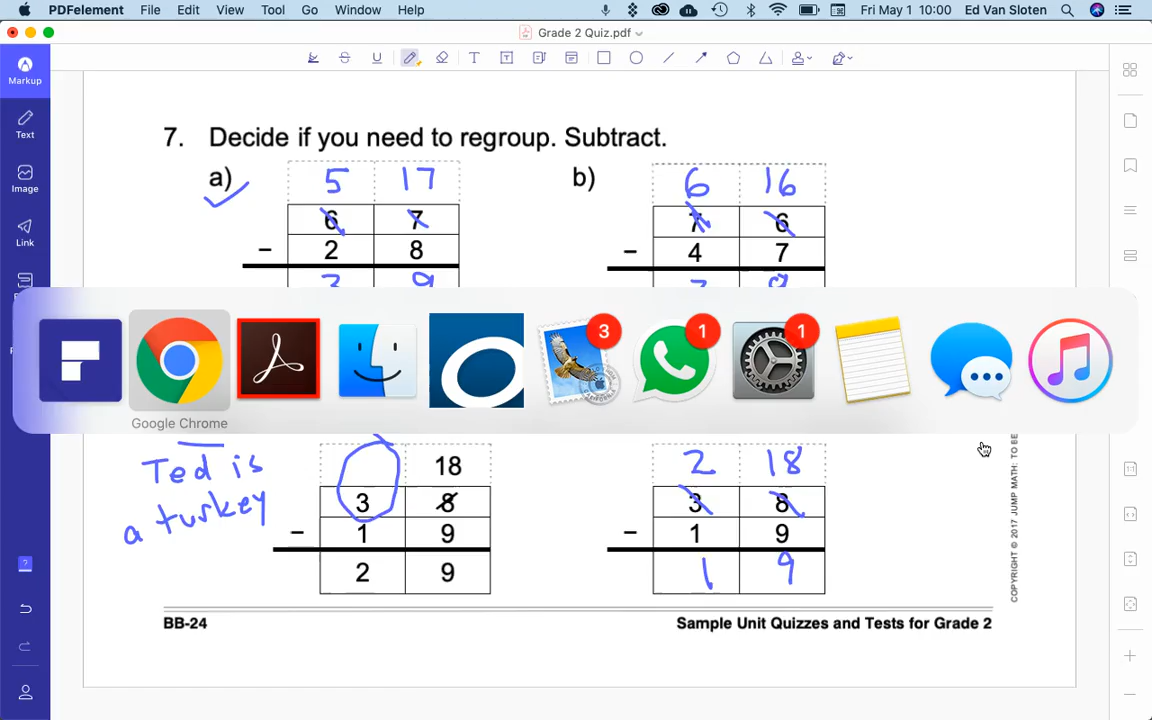 PDFelement File Edit View Tool Go Window Help Fri May 1 10:00 Ed Van Sloten
Grade 2 Quiz.pdf
Markup
Text
Image
Link
7. Decide if you need to regroup. Subtract.
a) 5 17
6 7
− 2 8
3 9
b) 6 16
7 6
− 4 7
3 1 1
Google Chrome
Ted is
a turkey
18
3 8
− 1 9
2 9
2 18
3 8
− 1 9
1 9
COPYRIGHT © 2017 JUMP MATH: TO BE
BB-24 Sample Unit Quizzes and Tests for Grade 2